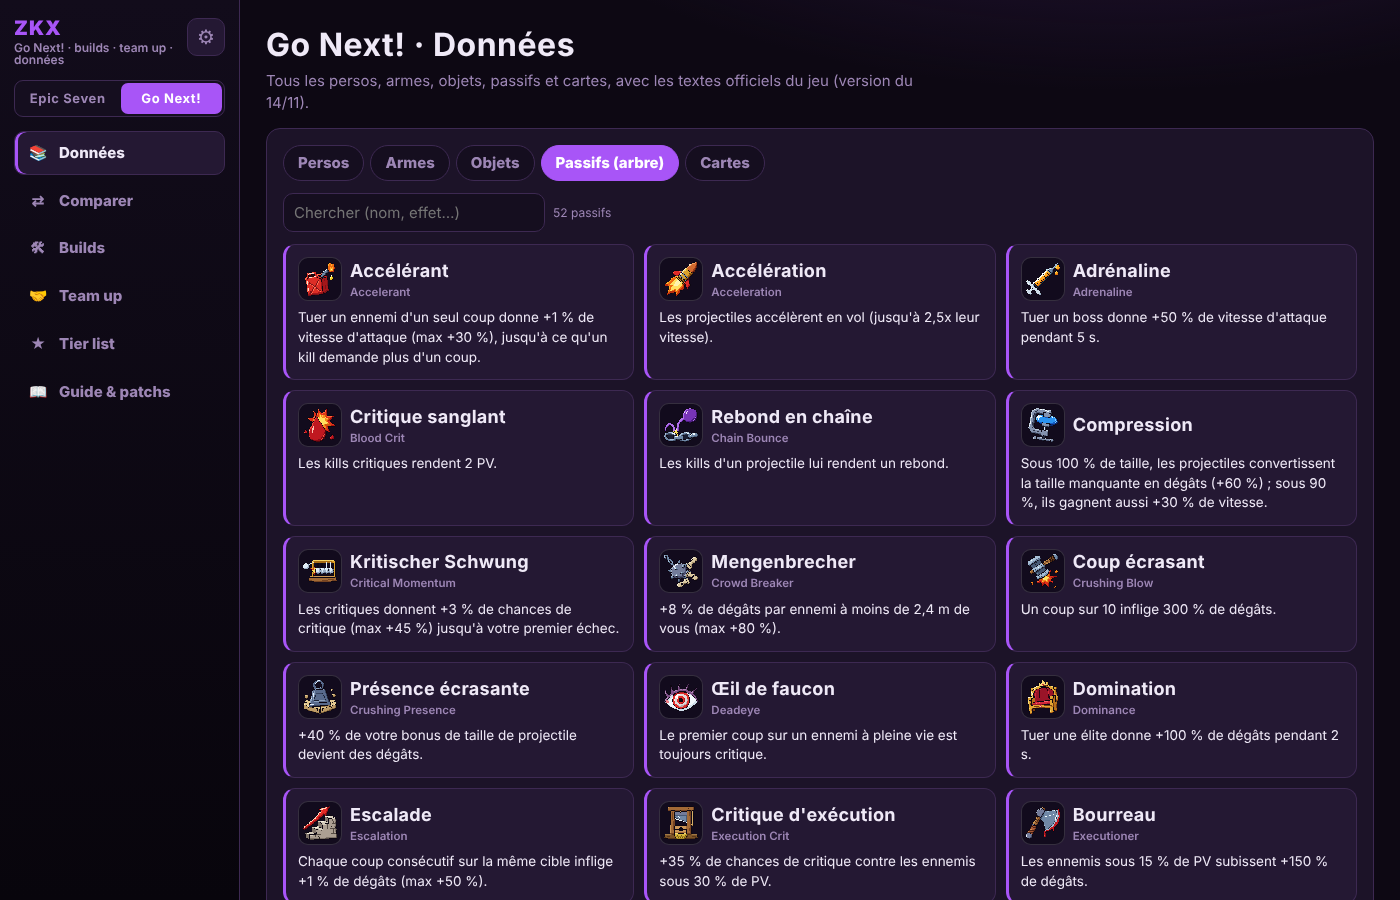 ZKX
Go Next! · builds · team up ·
données
Epic Seven
Go Next!
Données
Comparer
Builds
Team up
Tier list
Guide & patchs
Go Next! · Données
Tous les persos, armes, objets, passifs et cartes, avec les textes officiels du jeu (version du
14/11).
Persos
Armes
Objets
Passifs (arbre)
Cartes
Chercher (nom, effet...)
52 passifs
Accélérant
Accelerant
Tuer un ennemi d'un seul coup donne +1 % de
vitesse d'attaque (max +30 %), jusqu'à ce qu'un
kill demande plus d'un coup.
Accélération
Acceleration
Les projectiles accélèrent en vol (jusqu'à 2,5x leur
vitesse).
Adrénaline
Adrenaline
Tuer un boss donne +50 % de vitesse d'attaque
pendant 5 s.
Critique sanglant
Blood Crit
Les kills critiques rendent 2 PV.
Rebond en chaîne
Chain Bounce
Les kills d'un projectile lui rendent un rebond.
Compression
Sous 100 % de taille, les projectiles convertissent
la taille manquante en dégâts (+60 %) ; sous 90
%, ils gagnent aussi +30 % de vitesse.
Kritischer Schwung
Critical Momentum
Les critiques donnent +3 % de chances de
critique (max +45 %) jusqu'à votre premier échec.
Mengenbrecher
Crowd Breaker
+8 % de dégâts par ennemi à moins de 2,4 m de
vous (max +80 %).
Coup écrasant
Crushing Blow
Un coup sur 10 inflige 300 % de dégâts.
Présence écrasante
Crushing Presence
+40 % de votre bonus de taille de projectile
devient des dégâts.
Œil de faucon
Deadeye
Le premier coup sur un ennemi à pleine vie est
toujours critique.
Domination
Dominance
Tuer une élite donne +100 % de dégâts pendant 2
s.
Escalade
Escalation
Chaque coup consécutif sur la même cible inflige
+1 % de dégâts (max +50 %).
Critique d'exécution
Execution Crit
+35 % de chances de critique contre les ennemis
sous 30 % de PV.
Bourreau
Executioner
Les ennemis sous 15 % de PV subissent +150 %
de dégâts.